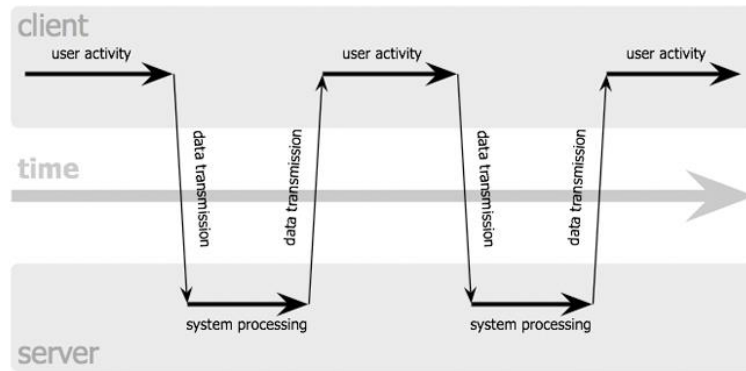 client
user activity
user activity
user activity
data transmission
data transmission
data transmission
data transmission
time
system processing
system processing
server